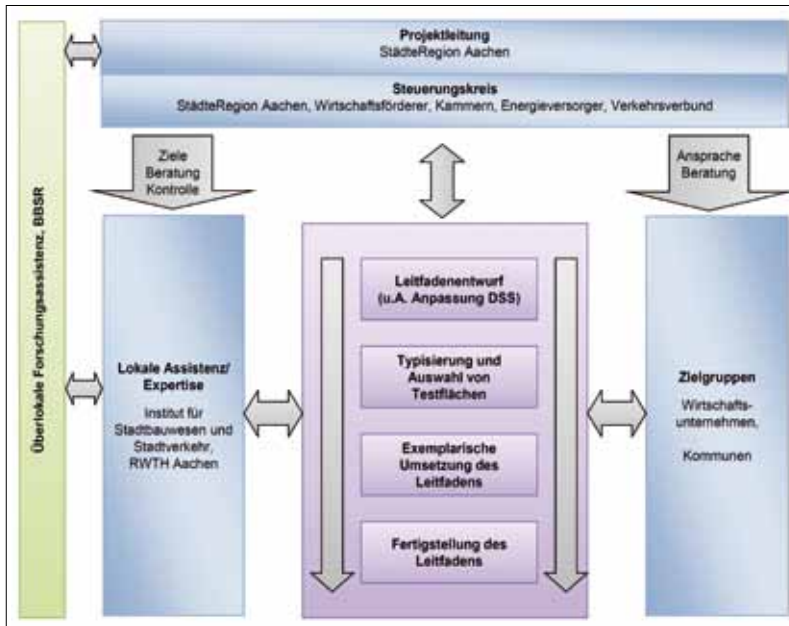 Projektleitung
StädteRegion Aachen
Steuerungskreis
StädteRegion Aachen, Wirtschaftsförderer, Kammern, Energieversorger, Verkehrsverbund
Überlokale Forschungsassistenz, BBSR
Ziele
Beratung
Kontrolle
Ansprache
Beratung
Lokale Assistenz/
Expertise
Institut für
Stadtbauwesen und
Stadtverkehr,
RWTH Aachen
Leitfadenentwurf
(u.A. Anpassung DSS)
Typisierung und
Auswahl von
Testflächen
Exemplarische
Umsetzung des
Leitfadens
Fertigstellung des
Leitfadens
Zielgruppen
Wirtschafts-
unternehmen,
Kommunen